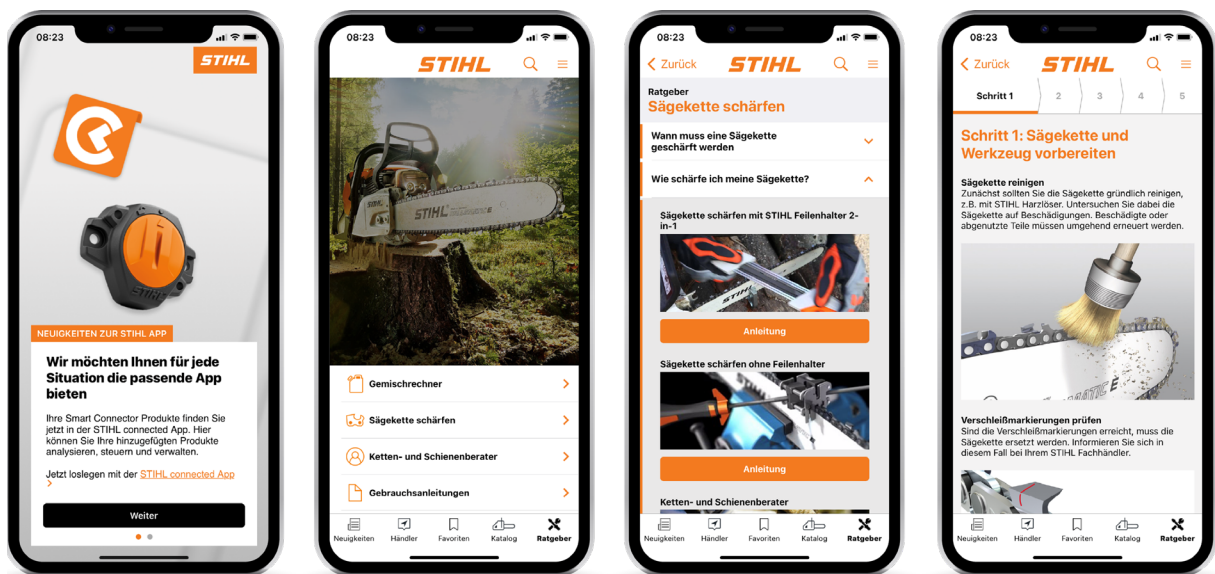 08:23
STIHL
STIHL
NEUIGKEITEN ZUR STIHL APP
Wir möchten Ihnen für jede
Situation die passende App
bieten
Ihre Smart Connector Produkte finden Sie
jetzt in der STIHL connected App. Hier
können Sie Ihre hinzugefügten Produkte
analysieren, steuern und verwalten.
Jetzt loslegen mit der STIHL connected App
>
Weiter
08:23
STIHL
STIHL
STIHL
E
Gemischrechner
Sägekette schärfen
Ketten- und Schienenberater
Gebrauchsanleitungen
Neuigkeiten Händler Favoriten Katalog Ratgeber
08:23
Zurück STIHL
Ratgeber
Sägekette schärfen
Wann muss eine Sägekette
geschärft werden
Wie schärfe ich meine Sägekette?
Sägekette schärfen mit STIHL Feilenhalter 2-
in-1
STIHL
Anleitung
Sägekette schärfen ohne Feilenhalter
Anleitung
Ketten- und Schienenberater
Neuigkeiten Händler Favoriten Katalog Ratgeber
08:23
Zurück STIHL
Schritt 1 2 3 4 5
Schritt 1: Sägekette und
Werkzeug vorbereiten
Sägekette reinigen
Zunächst sollten Sie die Sägekette gründlich reinigen,
z.B. mit STIHL Harzlöser. Untersuchen Sie dabei die
Sägekette auf Beschädigungen. Beschädigte oder
abgenutzte Teile müssen umgehend erneuert werden.
MATIC E
Verschleißmarkierungen prüfen
Sind die Verschleißmarkierungen erreicht, muss die
Sägekette ersetzt werden. Informieren Sie sich in
diesem Fall bei Ihrem STIHL Fachhändler.
Neuigkeiten Händler Favoriten Katalog Ratgeber